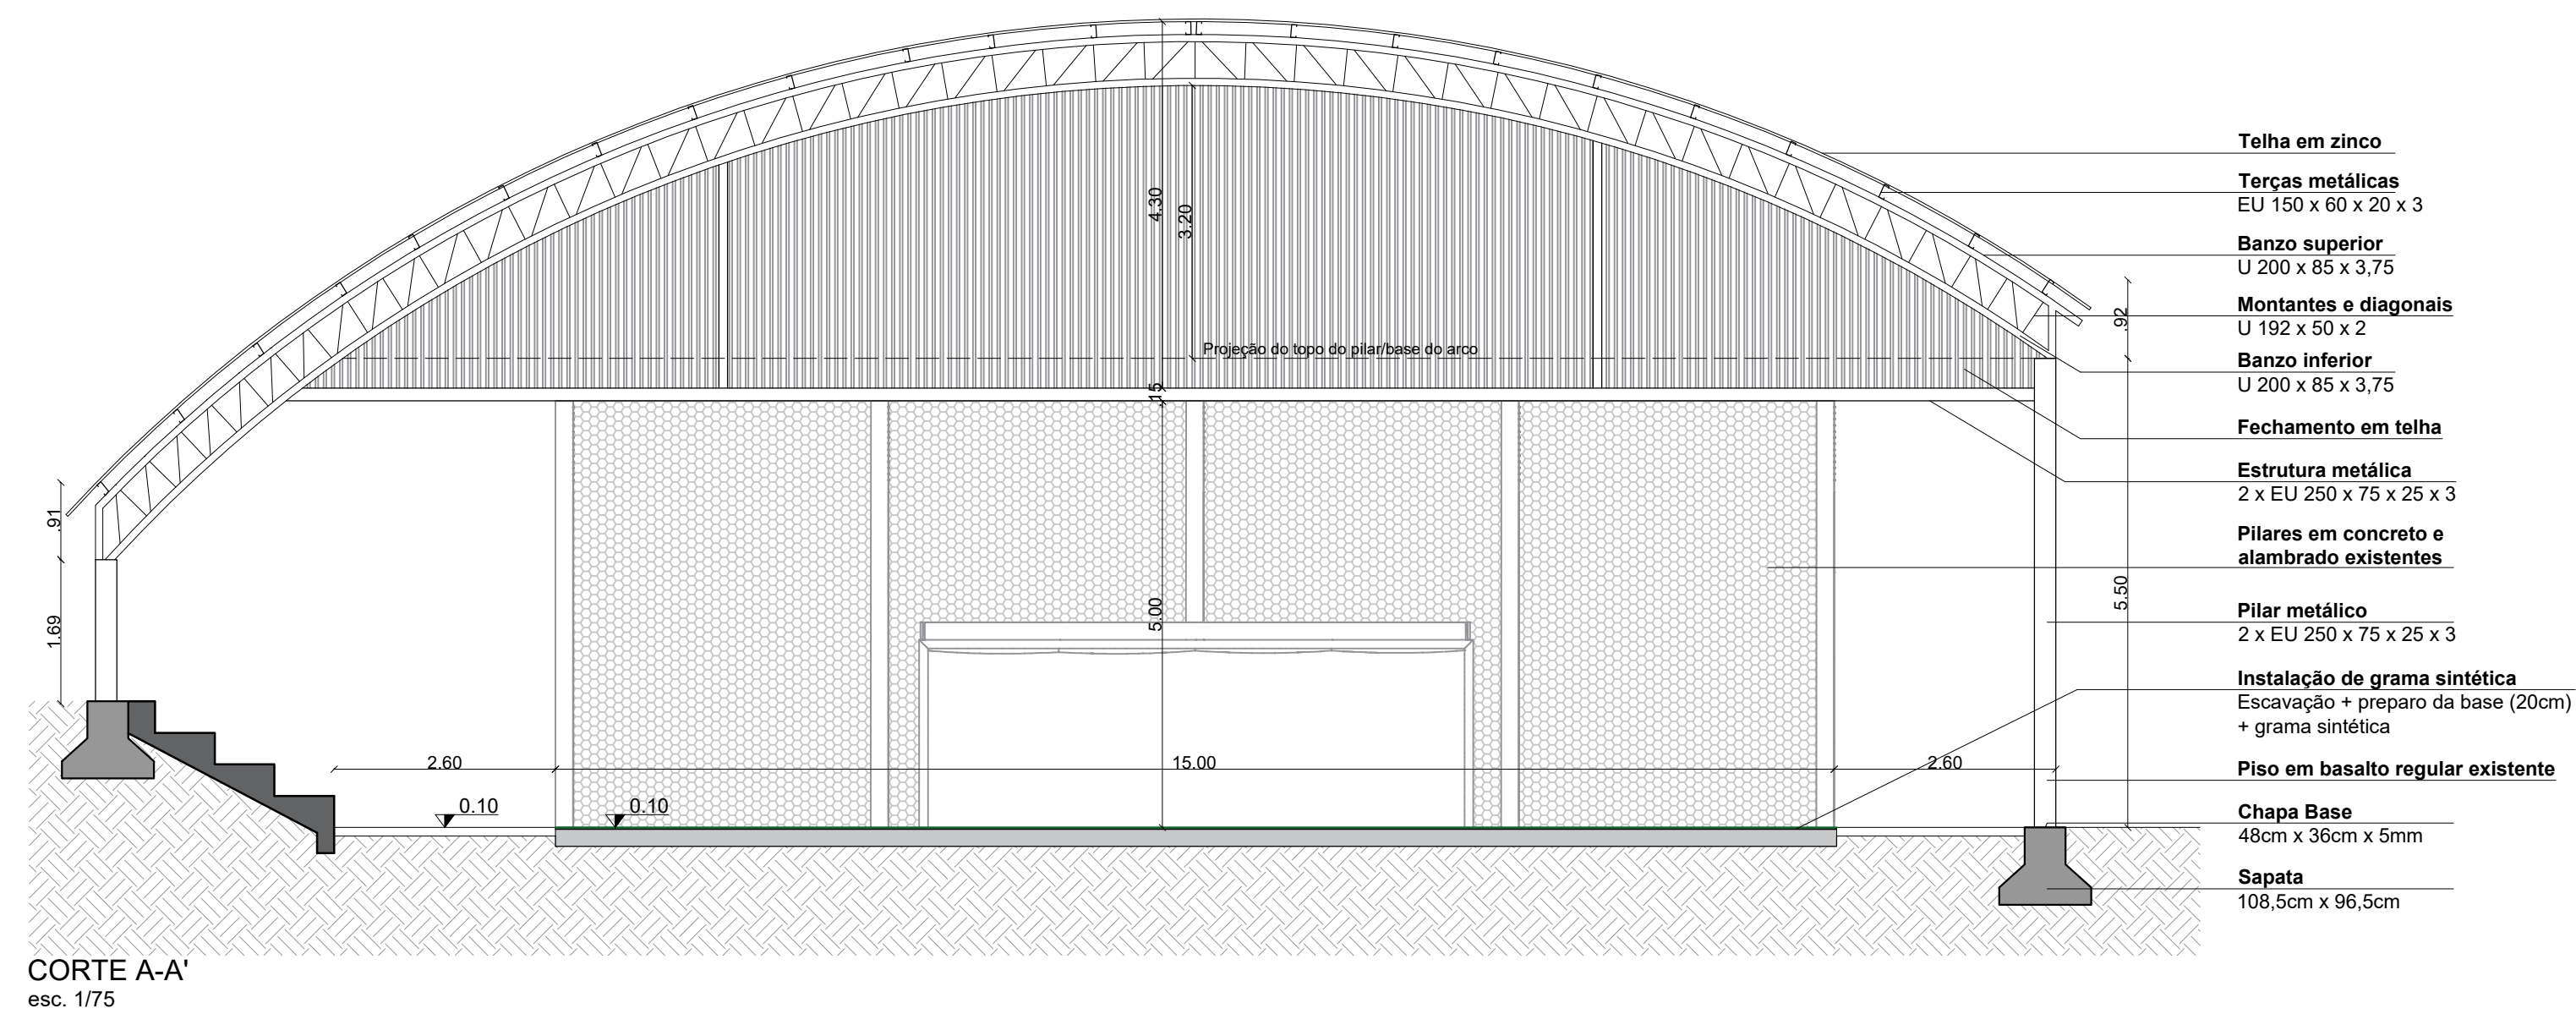 Telha em zinco
Terças metálicas
EU 150 x 60 x 20 x 3
Banzo superior
U 200 x 85 x 3,75
Montantes e diagonais
U 192 x 50 x 2
Banzo inferior
U 200 x 85 x 3,75
Fechamento em telha
Estrutura metálica
2 x EU 250 x 75 x 25 x 3
Pilares em concreto e
alambrado existentes
Pilar metálico
2 x EU 250 x 75 x 25 x 3
Instalação de grama sintética
Escavação + preparo da base (20cm)
+ grama sintética
Piso em basalto regular existente
Chapa Base
48cm x 36cm x 5mm
Sapata
108,5cm x 96,5cm
4.30
3.20
Projeção do topo do pilar/base do arco
.15
5.00
.92
5.50
.91
1.69
2.60
15.00
2.60
0.10
0.10
CORTE A-A'
esc. 1/75